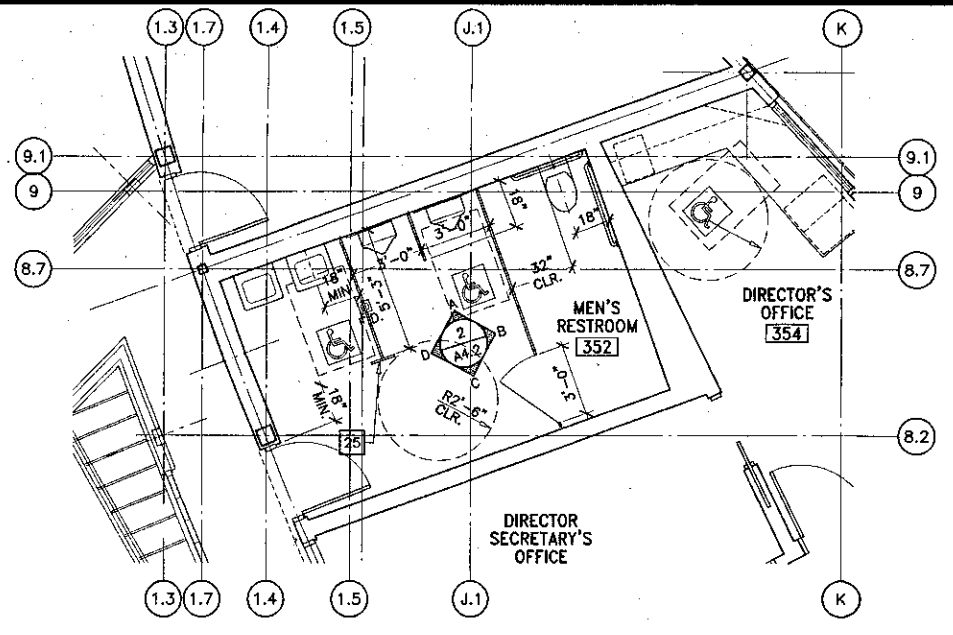 1.3 1.7 1.4 1.5 J.1 K
9.1 9.1
9 9
8.7 8.7
18"
3'-0"
18"
3'-0"
32"
CLR.
18"
MIN.
5'-3"
DIRECTOR'S
OFFICE
354
MEN'S
RESTROOM
352
A
2
B
D
A4.2
C
3'-0"
R2'-6"
CLR.
18"
MIN.
25
8.2
DIRECTOR
SECRETARY'S
OFFICE
1.3 1.7 1.4 1.5 J.1 K